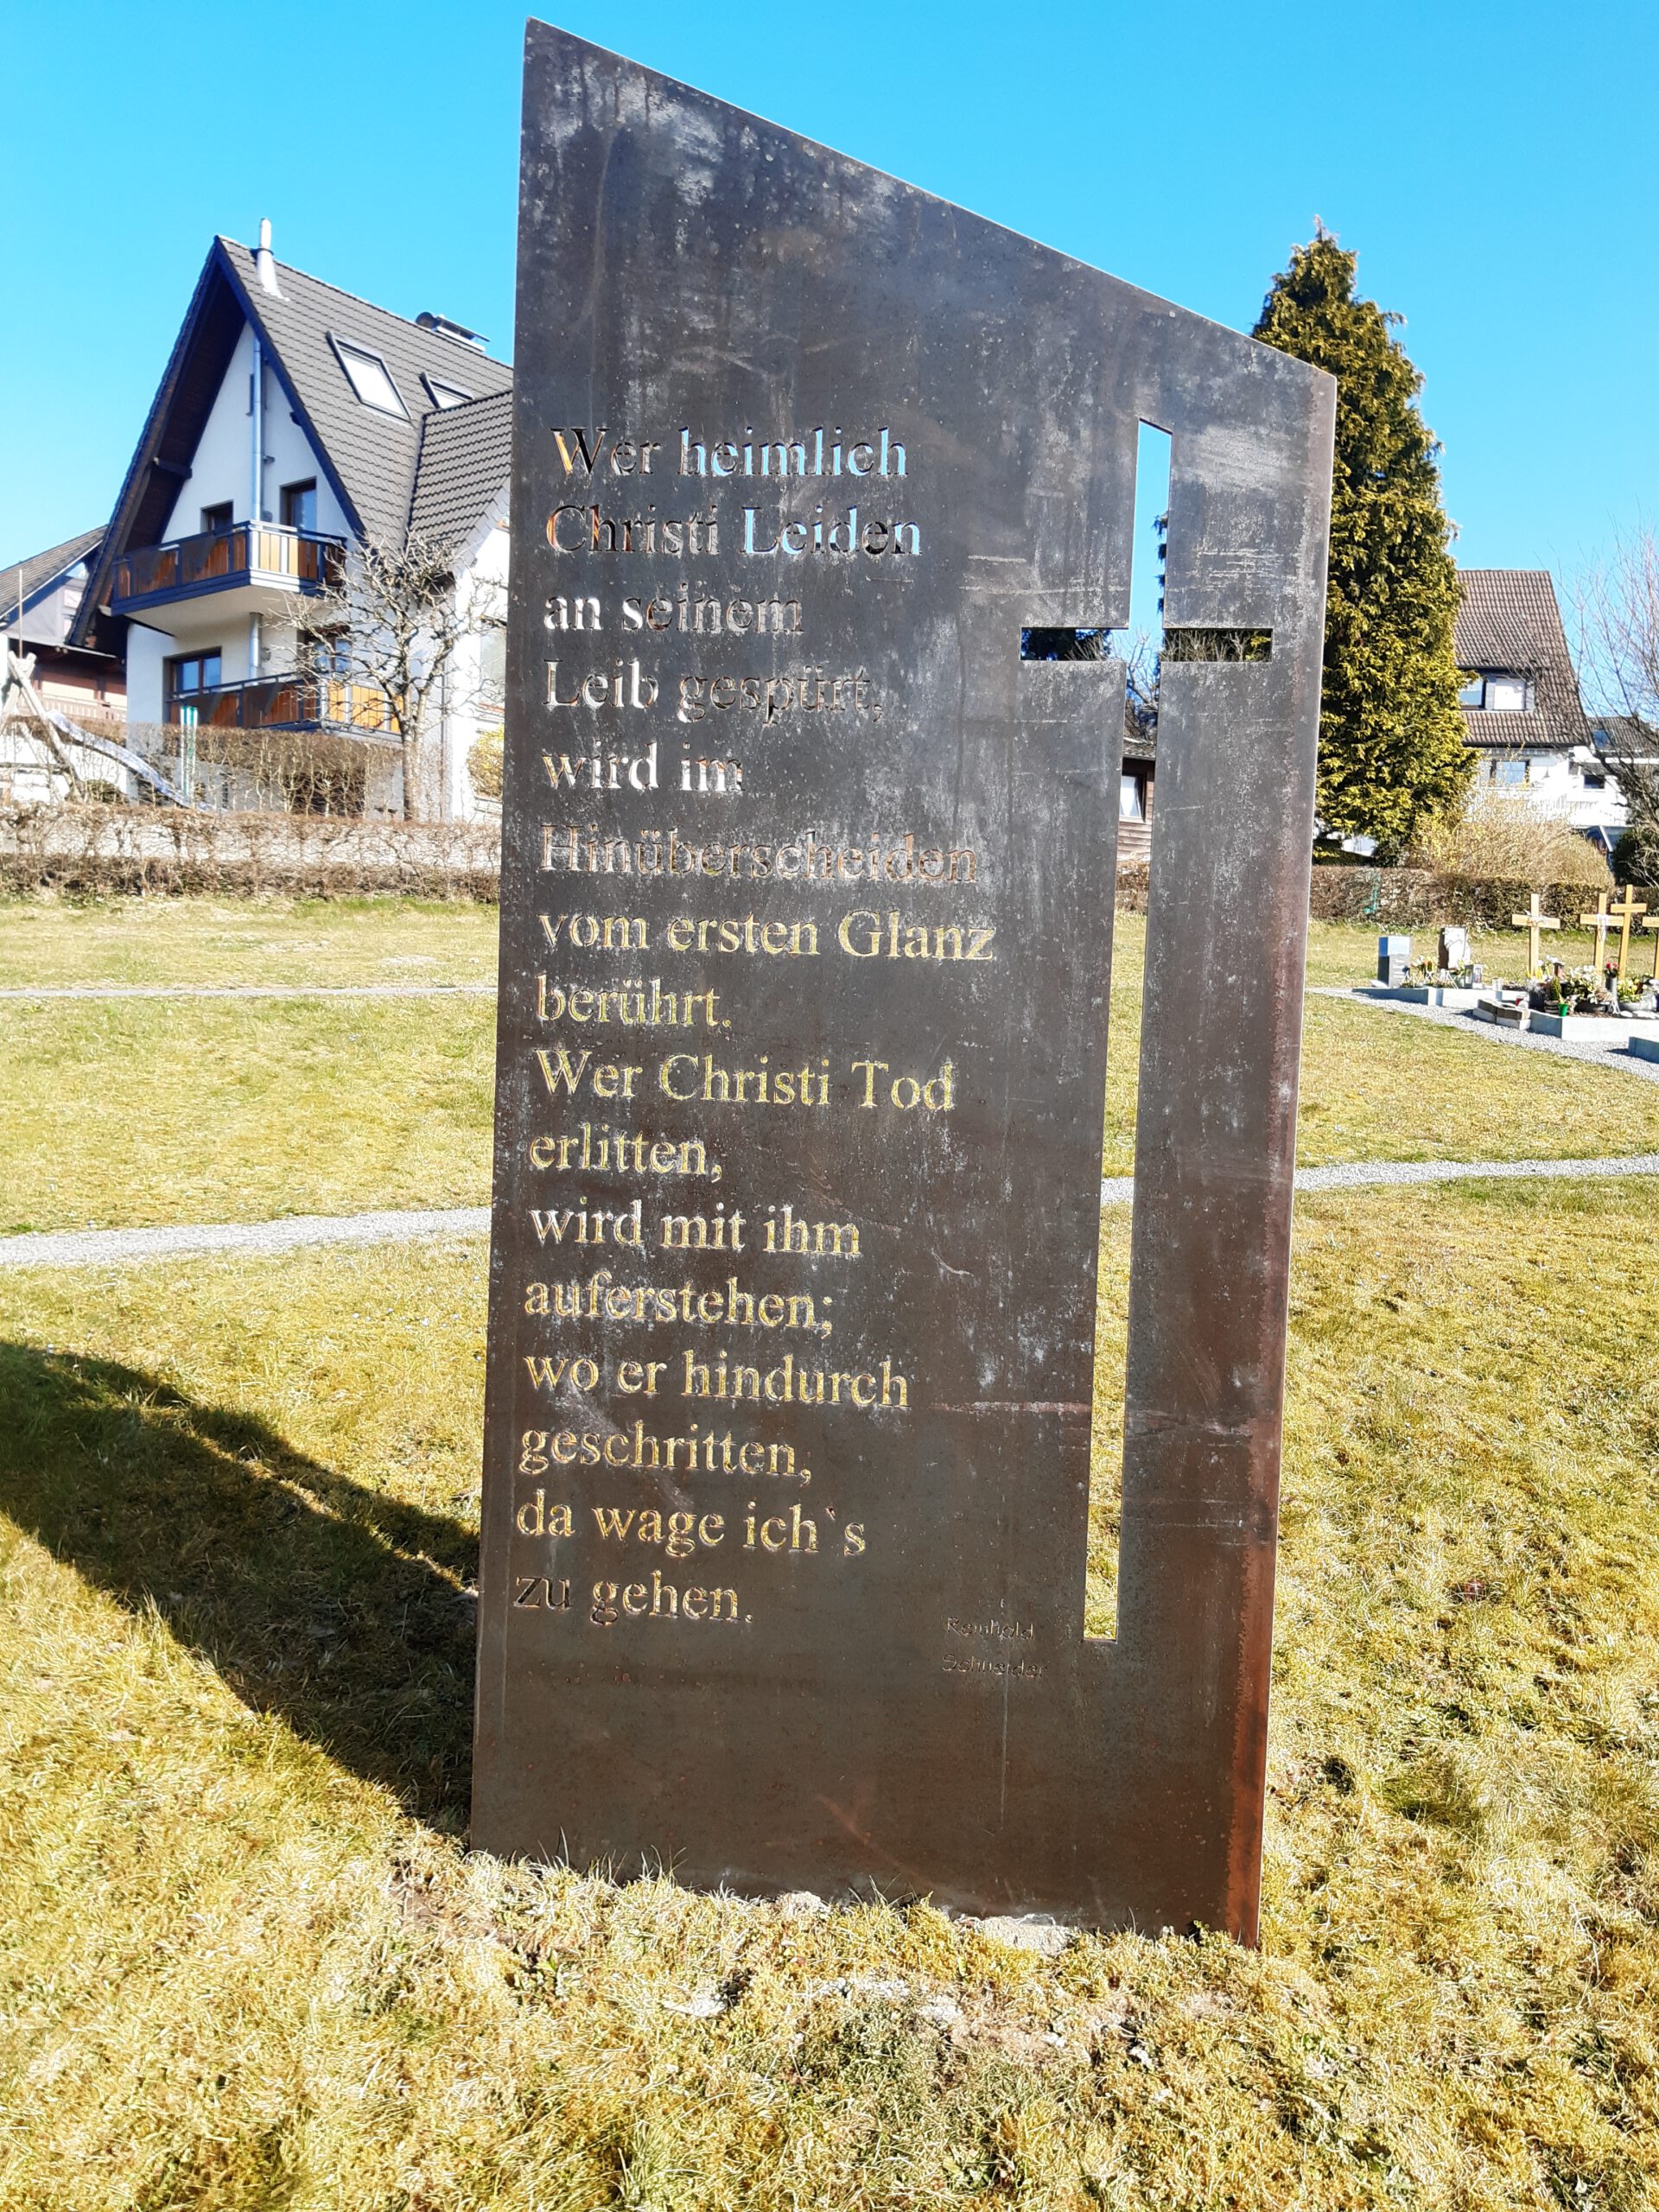 Wer heimlich
Christi Leiden
an seinem
Leib gespürt,
wird im
Hinüberscheiden
vom ersten Glanz
berührt.
Wer Christi Tod
erlitten,
wird mit ihm
auferstehen;
wo er hindurch
geschritten,
da wage ich`s
zu gehen.
Reinhold
Schneider